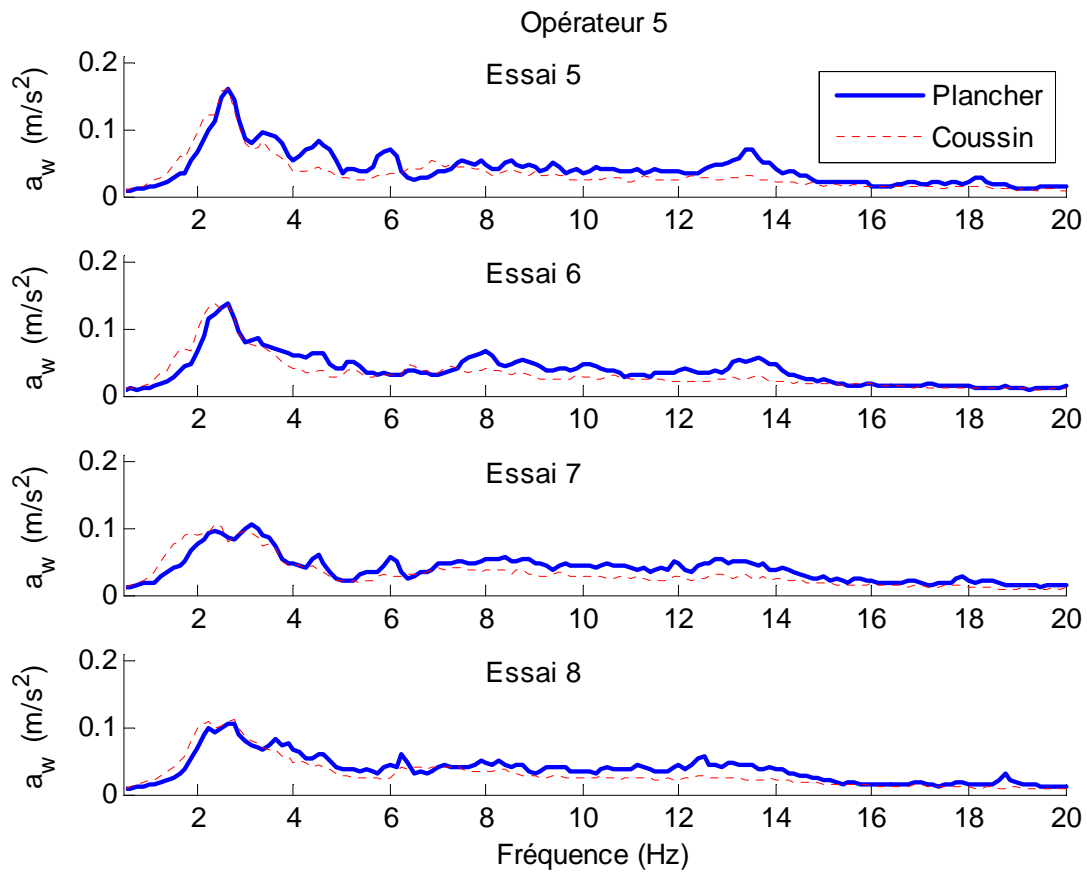 Opérateur 5
Essai 5
Plancher
Coussin
a_w (m/s²)
0.2
0.1
0
2 4 6 8 10 12 14 16 18 20
Essai 6
a_w (m/s²)
0.2
0.1
0
2 4 6 8 10 12 14 16 18 20
Essai 7
a_w (m/s²)
0.2
0.1
0
2 4 6 8 10 12 14 16 18 20
Essai 8
a_w (m/s²)
0.2
0.1
0
2 4 6 8 10 12 14 16 18 20
Fréquence (Hz)